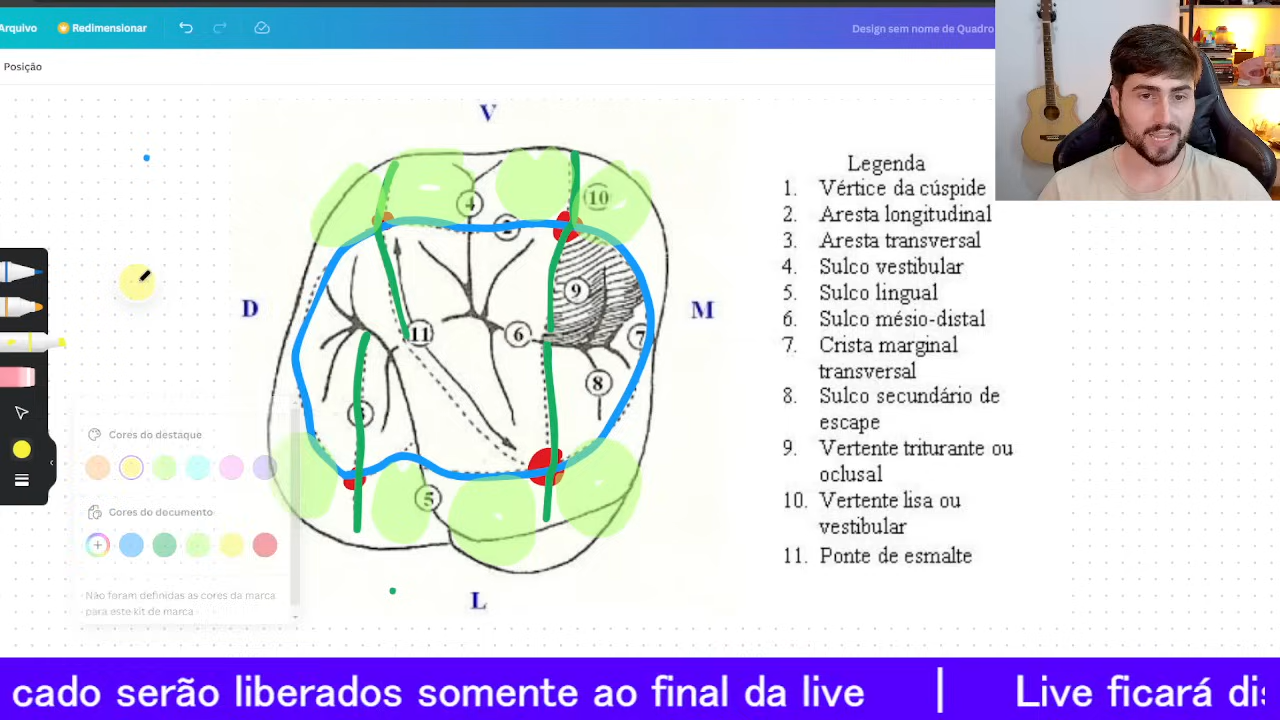 Arquivo
Redimensionar
Design sem nome de Quadro
Posição
V
Legenda
1. Vértice da cúspide
2. Aresta longitudinal
3. Aresta transversal
4. Sulco vestibular
5. Sulco lingual
6. Sulco mésio-distal
7. Crista marginal
transversal
8. Sulco secundário de
escape
9. Vertente triturante ou
oclusal
10. Vertente lisa ou
vestibular
11. Ponte de esmalte
4
10
9
D
M
11
6
7
8
5
L
Cores do destaque
Cores do documento
Não foram definidas as cores da marca
para este kit de marca
cado serão liberados somente ao final da live | Live ficará